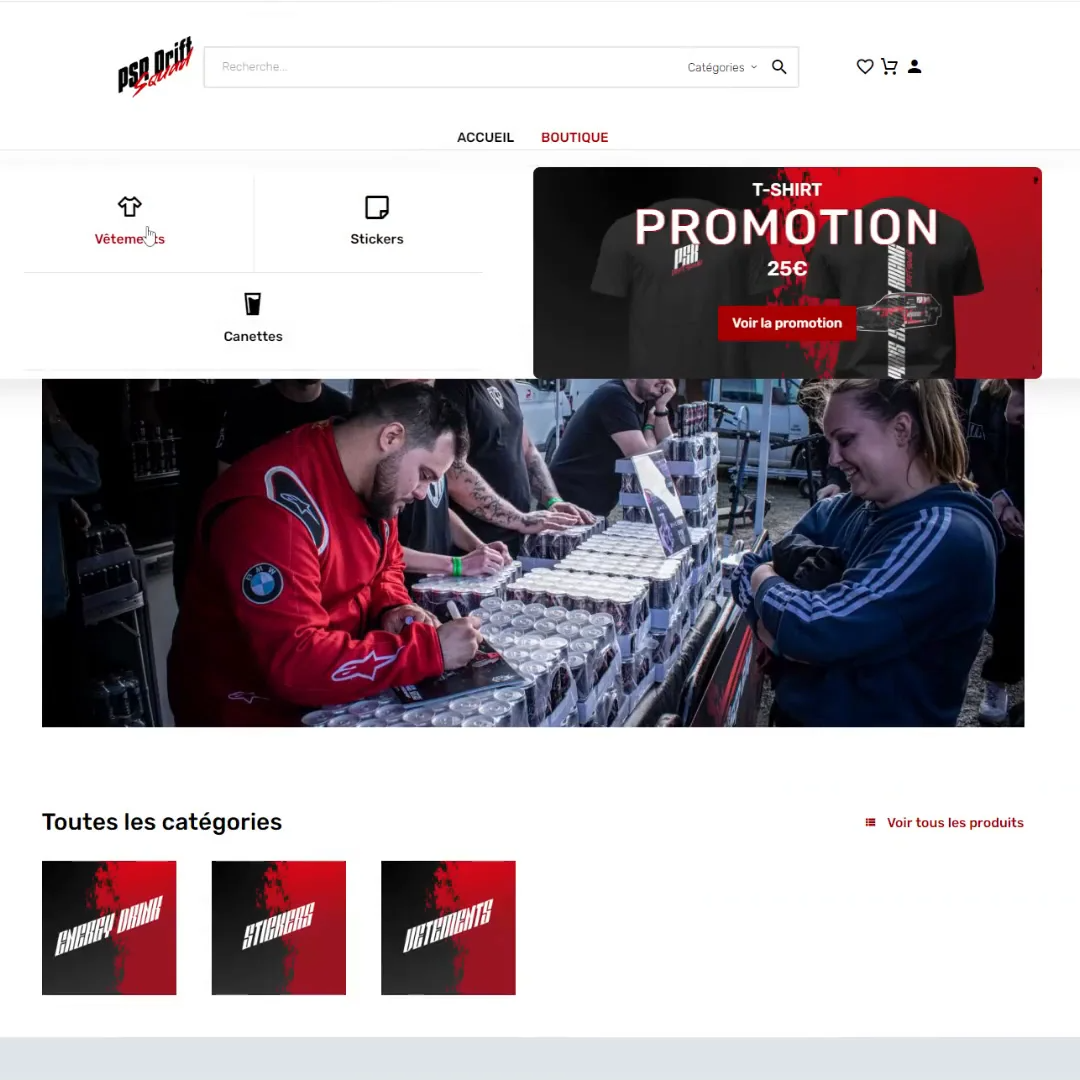 PSR Drift
Squad
Recherche...
Catégories
ACCUEIL
BOUTIQUE
Vêtements
Stickers
Canettes
T-SHIRT
PROMOTION
25€
Voir la promotion
BMW
Toutes les catégories
Voir tous les produits
ENERGY DRINK
STICKERS
VETEMENTS